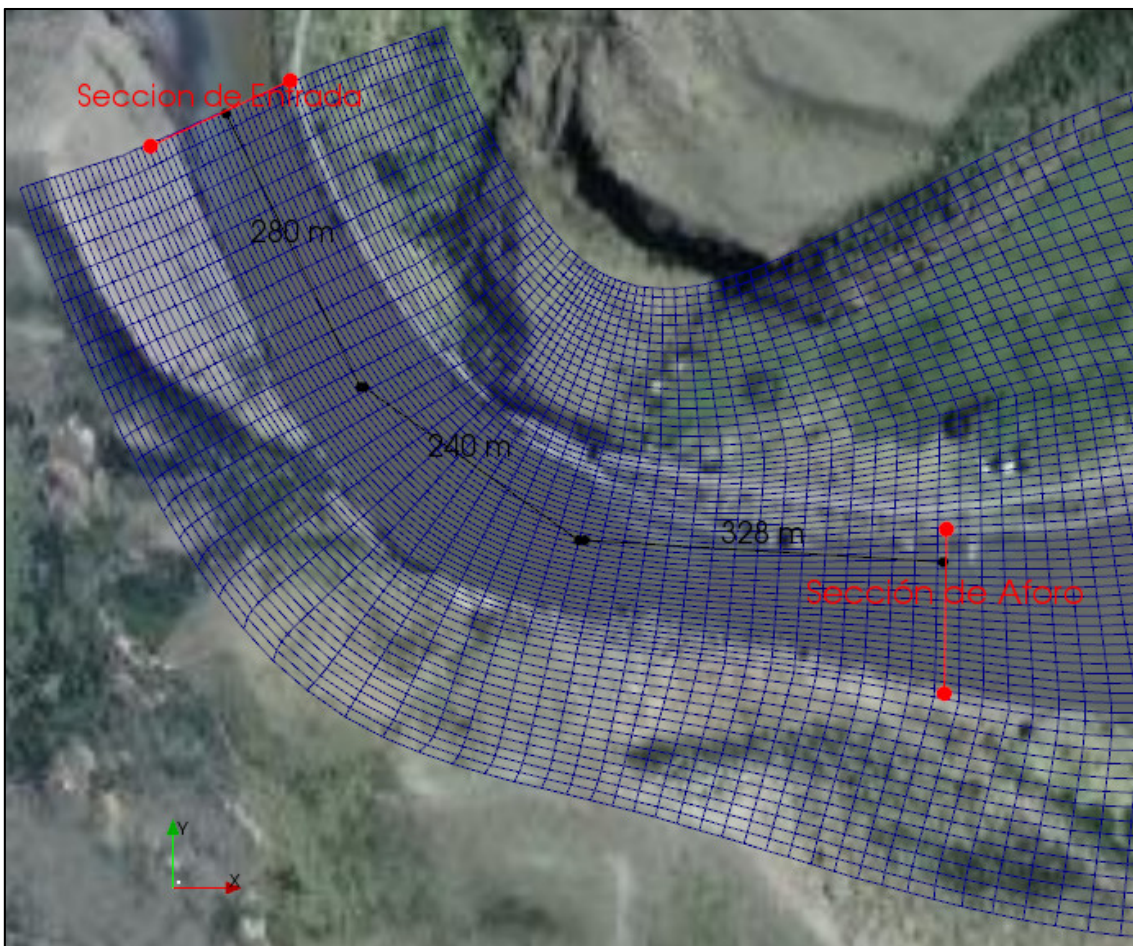 Seccion de Entrada
280 m
240 m
328 m
Sección de Aforo
Y
X